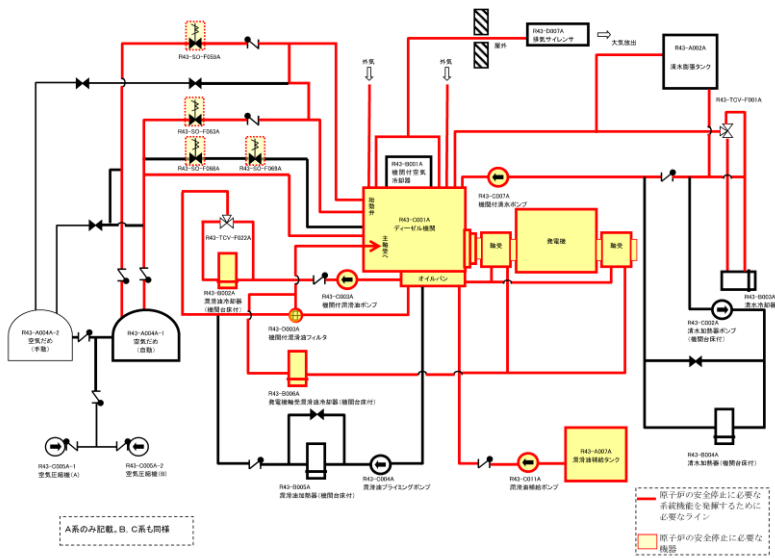 R43-SO-F059A
R43-D007A
排気サイレンサ
屋外
大気放出
R43-A002A
清水膨張タンク
外気
外気
R43-TCV-F001A
R43-SO-F063A
R43-SO-F068A
R43-SO-F069A
R43-B001A
機関付空気
冷却器
R43-C007A
機関付清水ポンプ
始動弁
R43-C001A
ディーゼル機関
主軸受へ
軸受
発電機
軸受
R43-TCV-F022A
オイルパン
R43-B002A
潤滑油冷却器
(機関台床付)
R43-C003A
機関付潤滑油ポンプ
R43-D003A
機関付潤滑油フィルタ
R43-B003A
清水冷却器
R43-C002A
清水加熱器ポンプ
(機関台床付)
R43-A004A-2
空気だめ
(手動)
R43-A004A-1
空気だめ
(自動)
R43-B006A
発電機軸受潤滑油冷却器(機関台床付)
R43-C005A-1
空気圧縮機(A)
R43-C005A-2
空気圧縮機(B)
R43-B005A
潤滑油加熱器(機関台床付)
R43-C004A
潤滑油プライミングポンプ
R43-C011A
潤滑油補給ポンプ
R43-A007A
潤滑油補給タンク
R43-B004A
清水加熱器(機関台床付)
A系のみ記載。B、C系も同様
原子炉の安全停止に必要な
系統機能を発揮するために
必要なライン
原子炉の安全停止に必要な
機器